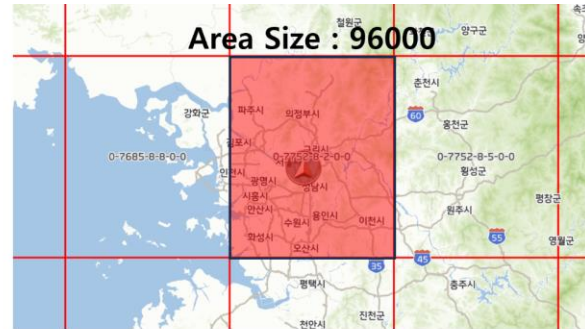 철원군
양구군
Area Size : 96000
춘천시
강화군
파주시
의정부시
60
홍천군
김포시
구리시
0-7685-8-8-0-0
0-7752-8-2-0-0
0-7752-8-5-0-0
인천시
횡성군
광명시
성남시
시흥시
평창군
안산시
용인시
원주시
수원시
이천시
화성시
55
영월군
오산시
35
45
평택시
충주시
진천군
천안시